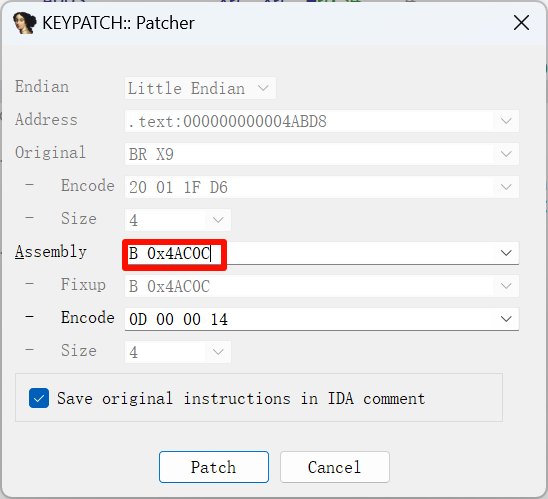 KEYPATCH:: Patcher
Endian Little Endian
Address .text:000000000004ABD8
Original BR X9
- Encode 20 01 1F D6
- Size 4
Assembly B 0x4AC0C
- Fixup B 0x4AC0C
- Encode 0D 00 00 14
- Size 4
Save original instructions in IDA comment
Patch Cancel